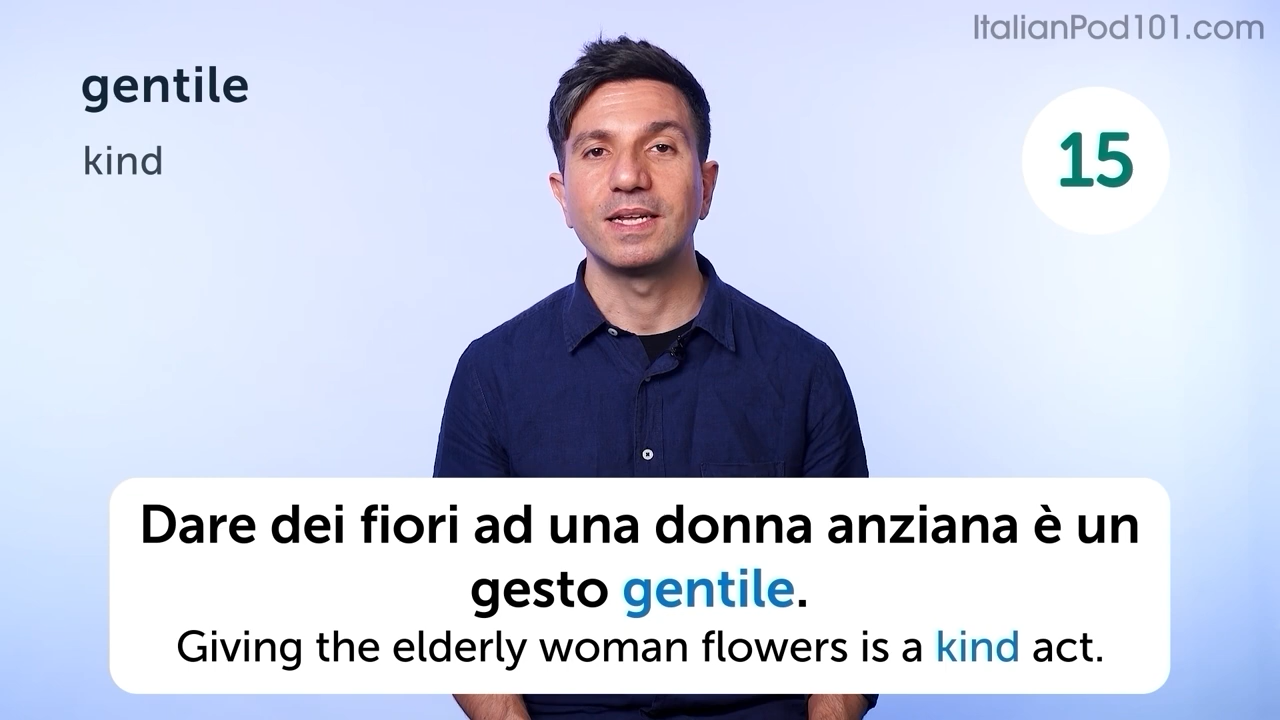 ItalianPod101.com
gentile
kind
15
Dare dei fiori ad una donna anziana è un
gesto gentile.
Giving the elderly woman flowers is a kind act.